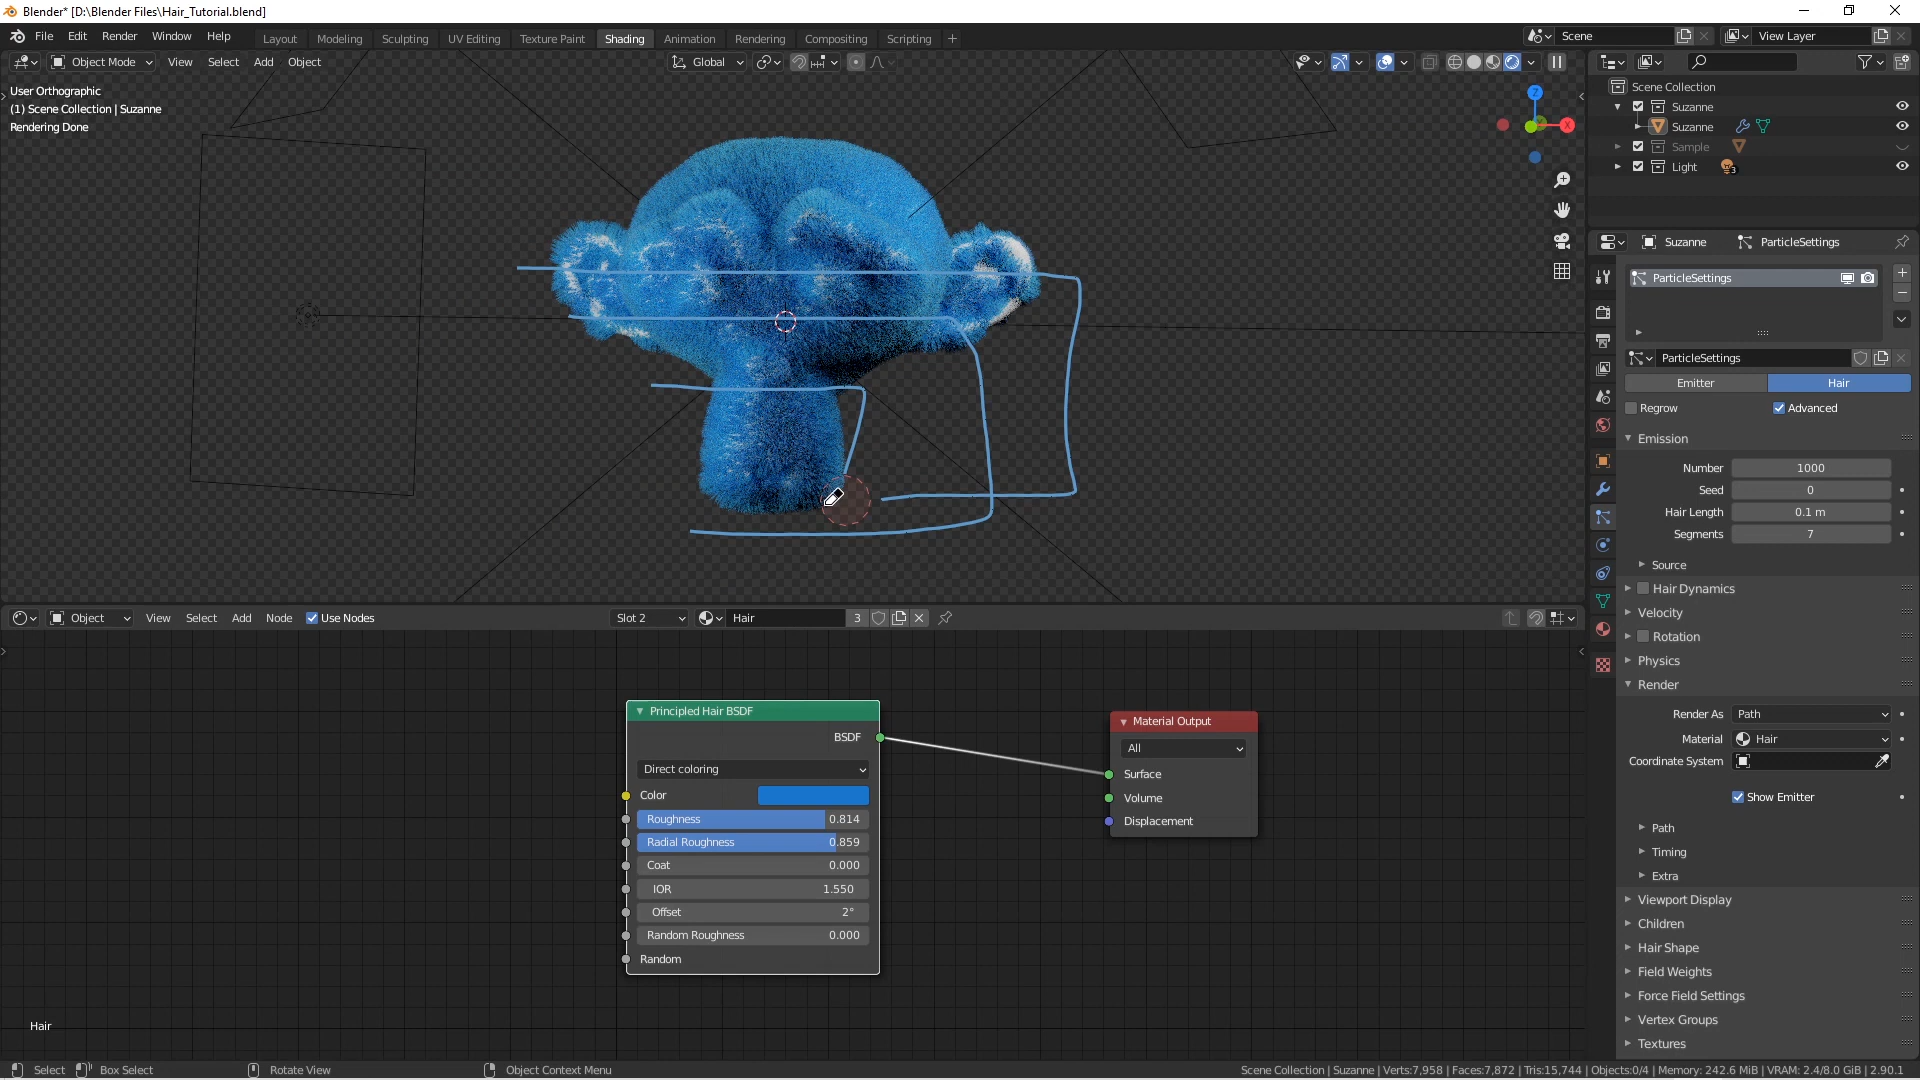 Blender* [D:\Blender Files\Hair_Tutorial.blend]
File Edit Render Window Help
Layout Modeling Sculpting UV Editing Texture Paint Shading Animation Rendering Compositing Scripting +
Scene
View Layer
Object Mode View Select Add Object
Global
User Orthographic
(1) Scene Collection | Suzanne
Rendering Done
Z
X
Scene Collection
Suzanne
Suzanne
Sample
Light 3
Suzanne ParticleSettings
ParticleSettings
ParticleSettings
Emitter Hair
Regrow Advanced
Emission
Number 1000
Seed 0
Hair Length 0.1 m
Segments 7
Source
Hair Dynamics
Velocity
Rotation
Physics
Render
Render As Path
Material Hair
Coordinate System
Show Emitter
Path
Timing
Extra
Viewport Display
Children
Hair Shape
Field Weights
Force Field Settings
Vertex Groups
Textures
Object View Select Add Node Use Nodes
Slot 2
Hair 3
Principled Hair BSDF
BSDF
Direct coloring
Color
Roughness 0.814
Radial Roughness 0.859
Coat 0.000
IOR 1.550
Offset 2°
Random Roughness 0.000
Random
Material Output
All
Surface
Volume
Displacement
Hair
Select Box Select Rotate View Object Context Menu
Scene Collection | Suzanne | Verts:7,958 | Faces:7,872 | Tris:15,744 | Objects:0/4 | Memory: 242.6 MiB | VRAM: 2.4/8.0 GiB | 2.90.1